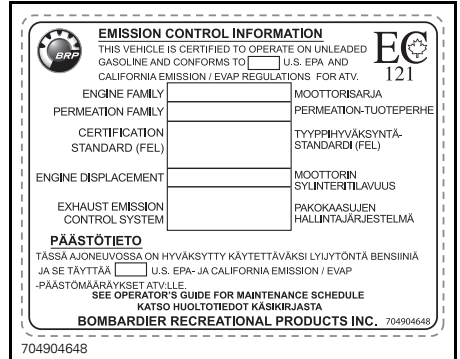 BRP
EMISSION CONTROL INFORMATION
THIS VEHICLE IS CERTIFIED TO OPERATE ON UNLEADED
GASOLINE AND CONFORMS TO U.S. EPA AND
CALIFORNIA EMISSION / EVAP REGULATIONS FOR ATV.
EC
121
ENGINE FAMILY MOOTTORISARJA
PERMEATION FAMILY PERMEATION-TUOTEPERHE
CERTIFICATION TYYPPIHYVÄKSYNTÄ-
STANDARD (FEL) STANDARDI (FEL)
ENGINE DISPLACEMENT MOOTTORIN
SYLINTERITILAVUUS
EXHAUST EMISSION PAKOKAASUJEN
CONTROL SYSTEM HALLINTAJÄRJESTELMÄ
PÄÄSTÖTIETO
TÄSSÄ AJONEUVOSSA ON HYVÄKSYTTY KÄYTETTÄVÄKSI LYIJYTÖNTÄ BENSIINIÄ
JA SE TÄYTTÄÄ U.S. EPA- JA CALIFORNIA EMISSION / EVAP
-PÄÄSTÖMÄÄRÄYKSET ATV:LLE.
SEE OPERATOR'S GUIDE FOR MAINTENANCE SCHEDULE
KATSO HUOLTOTIEDOT KÄSIKIRJASTA
BOMBARDIER RECREATIONAL PRODUCTS INC. 704904648
704904648